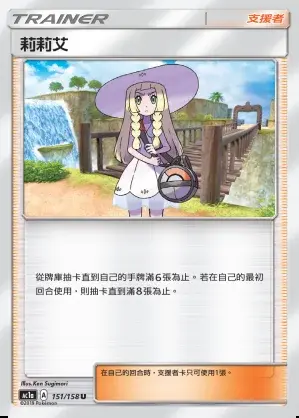 TRAINER
支援者
莉莉艾
從牌庫抽卡直到自己的手牌滿6張為止。若在自己的最初
回合使用，則抽卡直到滿8張為止。
Illus.Ken Sugimori
在自己的回合時，支援者卡只可使用1張。
AC1a A 151/158 U
©2019 Pokémon